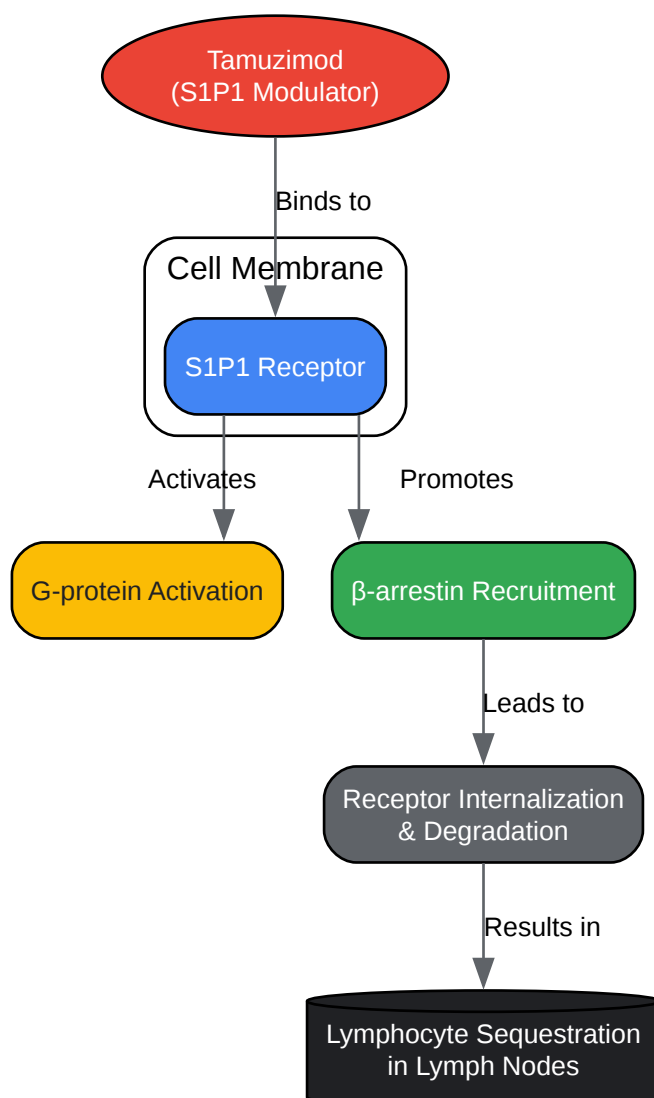 Tamuzimod
(S1P1 Modulator)
Binds to
Cell Membrane
S1P1 Receptor
Activates
Promotes
G-protein Activation
β-arrestin Recruitment
Leads to
Receptor Internalization
& Degradation
Results in
Lymphocyte Sequestration
in Lymph Nodes